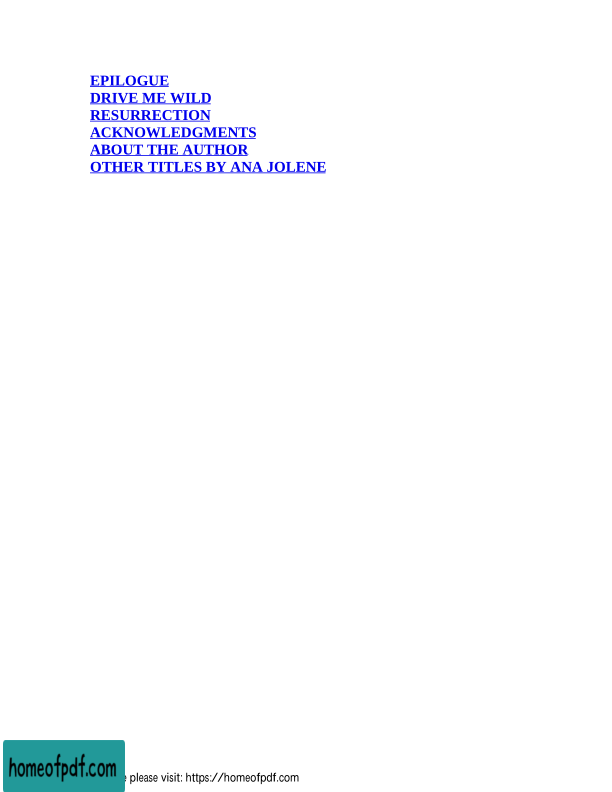 EPILOGUE
DRIVE ME WILD
RESURRECTION
ACKNOWLEDGMENTS
ABOUT THE AUTHOR
OTHER TITLES BY ANA JOLENE
homeofpdf.com
please visit: https://homeofpdf.com